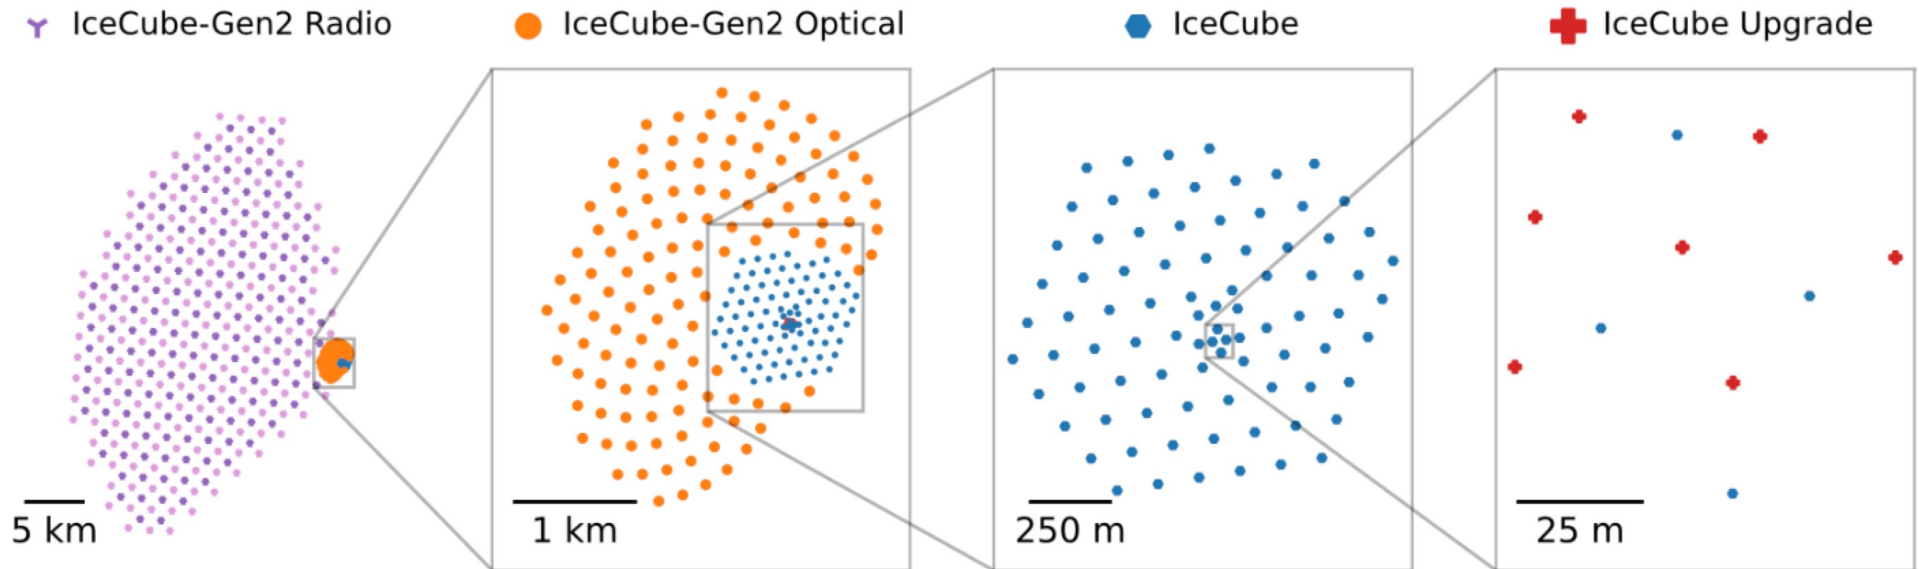 IceCube-Gen2 Radio
IceCube-Gen2 Optical
IceCube
IceCube Upgrade
5 km
1 km
250 m
25 m